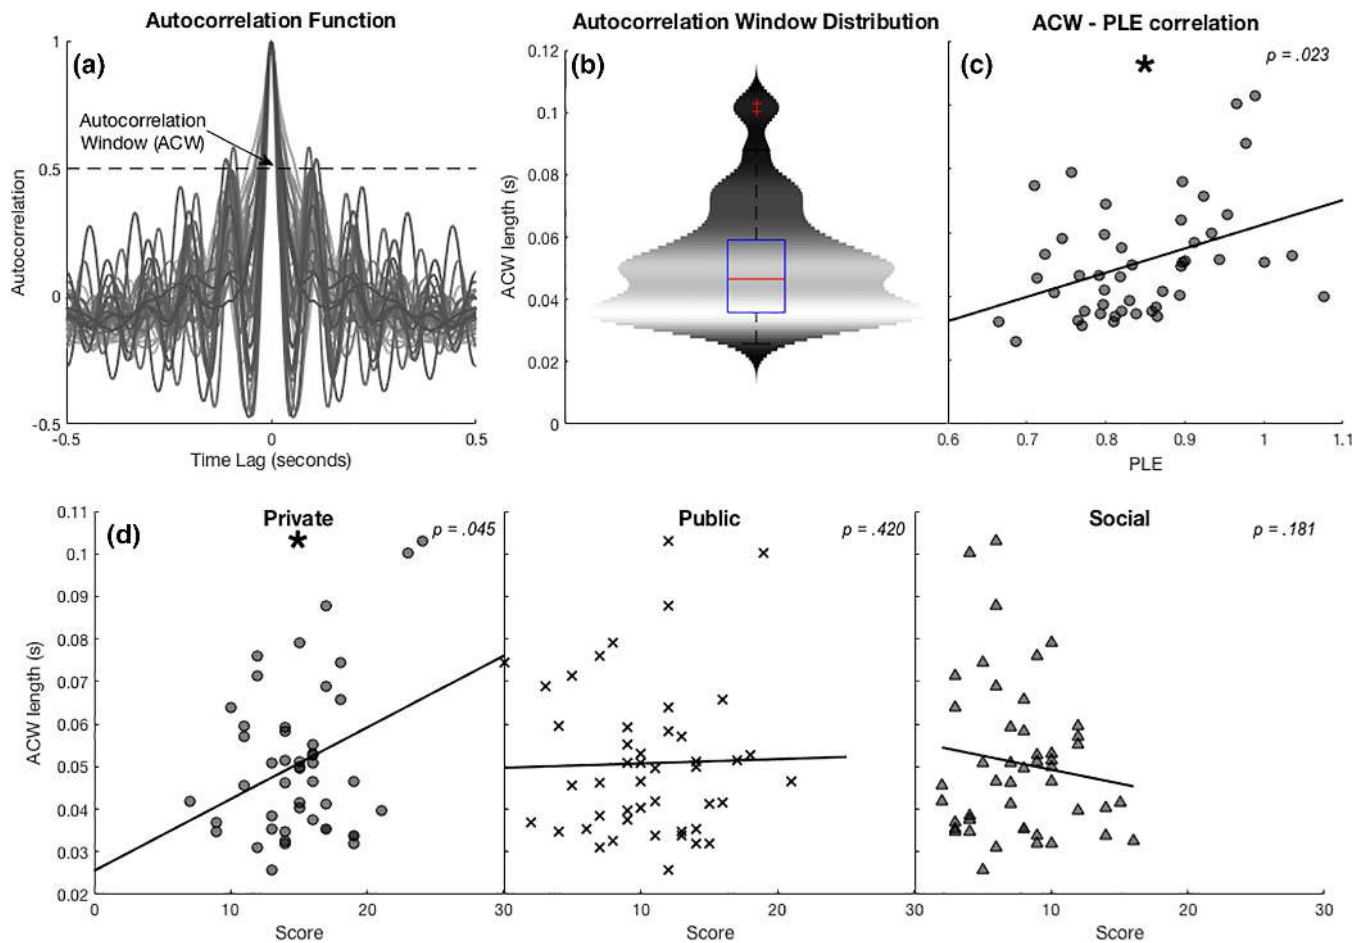 Autocorrelation Function
(a)
Autocorrelation
Window (ACW)
1
0.5
0
-0.5
Autocorrelation
-0.5
0
0.5
Time Lag (seconds)
Autocorrelation Window Distribution
(b)
0.12
0.1
0.08
0.06
0.04
0.02
0
ACW length (s)
ACW - PLE correlation
(c)
*
p = .023
0.6
0.7
0.8
0.9
1
1.1
PLE
(d)
Private
*
p = .045
0.11
0.1
0.09
0.08
0.07
0.06
0.05
0.04
0.03
0.02
ACW length (s)
0
10
20
30
Score
Public
p = .420
10
20
30
Score
Social
p = .181
10
20
30
Score